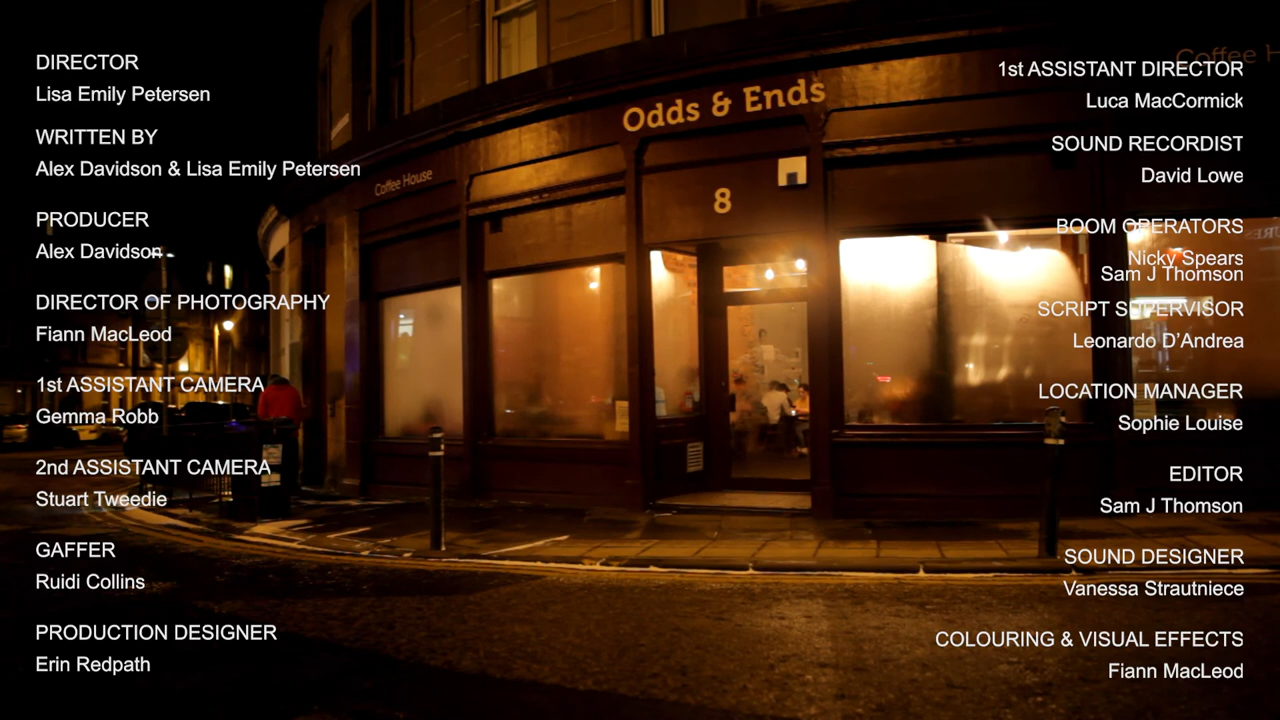 DIRECTOR
Lisa Emily Petersen
WRITTEN BY
Alex Davidson & Lisa Emily Petersen
PRODUCER
Alex Davidson
DIRECTOR OF PHOTOGRAPHY
Fiann MacLeod
1st ASSISTANT CAMERA
Gemma Robb
2nd ASSISTANT CAMERA
Stuart Tweedie
GAFFER
Ruidi Collins
PRODUCTION DESIGNER
Erin Redpath
Odds & Ends
Coffee House
8
Coffee H
1st ASSISTANT DIRECTOR
Luca MacCormick
SOUND RECORDIST
David Lowe
BOOM OPERATORS
Nicky Spears
Sam J Thomson
SCRIPT SUPERVISOR
Leonardo D’Andrea
LOCATION MANAGER
Sophie Louise
EDITOR
Sam J Thomson
SOUND DESIGNER
Vanessa Strautniece
COLOURING & VISUAL EFFECTS
Fiann MacLeod